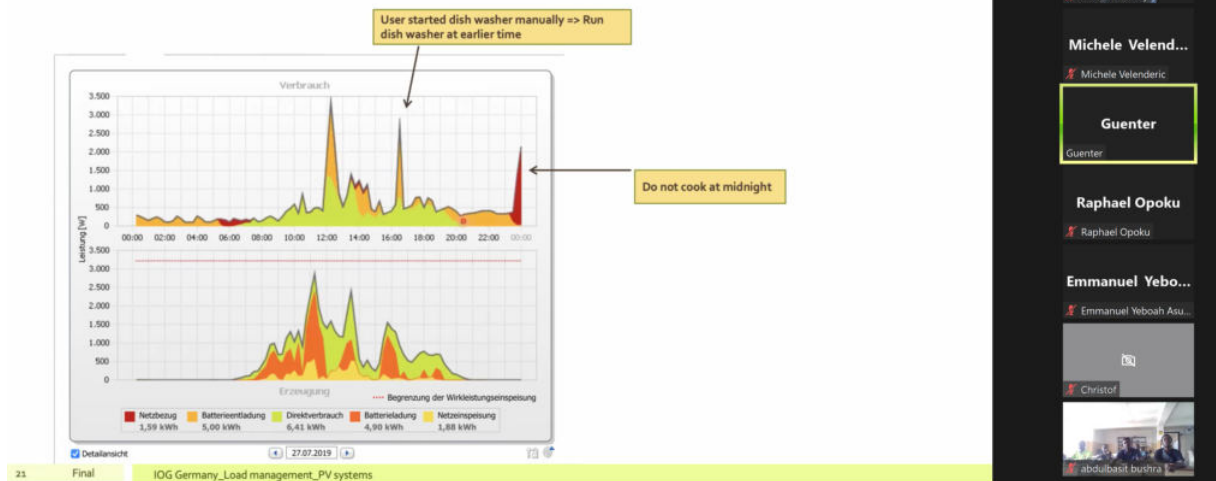 User started dish washer manually => Run
dish washer at earlier time
Verbrauch
3.500
3.000
2.500
2.000
1.500
1.000
500
0
00:00 02:00 04:00 06:00 08:00 10:00 12:00 14:00 16:00 18:00 20:00 22:00 00:00
Do not cook at midnight
Leistung [W]
3.500
3.000
2.500
2.000
1.500
1.000
500
0
Erzeugung
Begrenzung der Wirkleistungseinspeisung
Netzbezug Batterieentladung Direktverbrauch Batterieladung Netzeinspeisung
1,59 kWh 5,00 kWh 6,41 kWh 4,90 kWh 1,88 kWh
Detailansicht 27.07.2019
21 Final IOG Germany_Load management_PV systems
Michele Velend...
Michele Velenderic
Guenter
Guenter
Raphael Opoku
Raphael Opoku
Emmanuel Yebo...
Emmanuel Yeboah Asu...
Christof
abdulbasit bushra